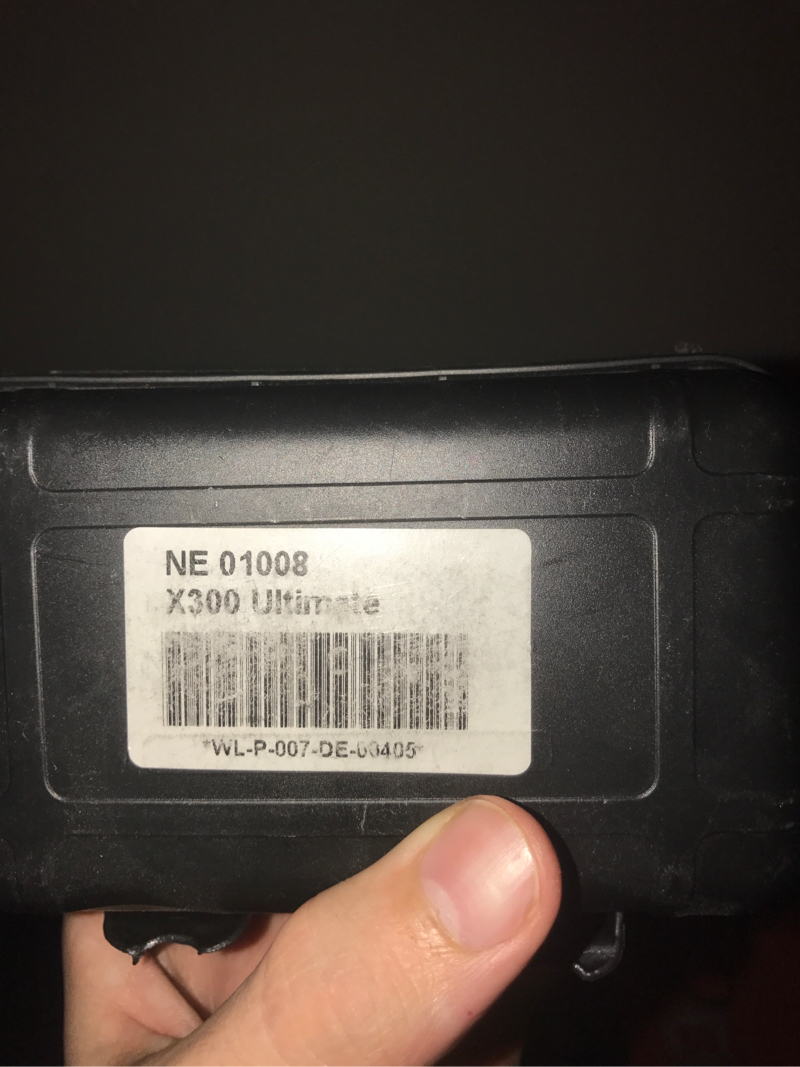 NE 01008
X300 Ultimate
*WL-P-007-DE-00405*